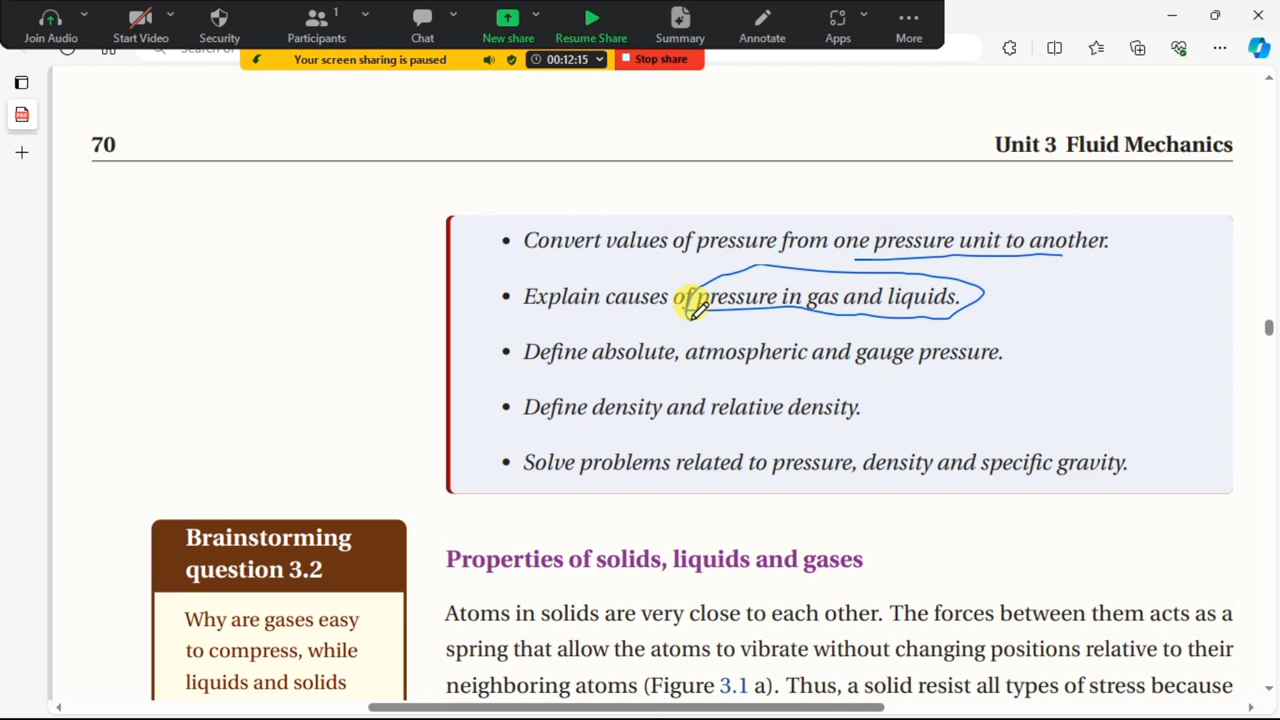 1
Join Audio
Start Video
Security
Participants
Chat
New share
Resume Share
Summary
Annotate
Apps
More
Your screen sharing is paused
00:12:15
Stop share
70
Unit 3 Fluid Mechanics
• Convert values of pressure from one pressure unit to another.
• Explain causes of pressure in gas and liquids.
• Define absolute, atmospheric and gauge pressure.
• Define density and relative density.
• Solve problems related to pressure, density and specific gravity.
Brainstorming
question 3.2
Why are gases easy
to compress, while
liquids and solids
Properties of solids, liquids and gases
Atoms in solids are very close to each other. The forces between them acts as a
spring that allow the atoms to vibrate without changing positions relative to their
neighboring atoms (Figure 3.1 a). Thus, a solid resist all types of stress because